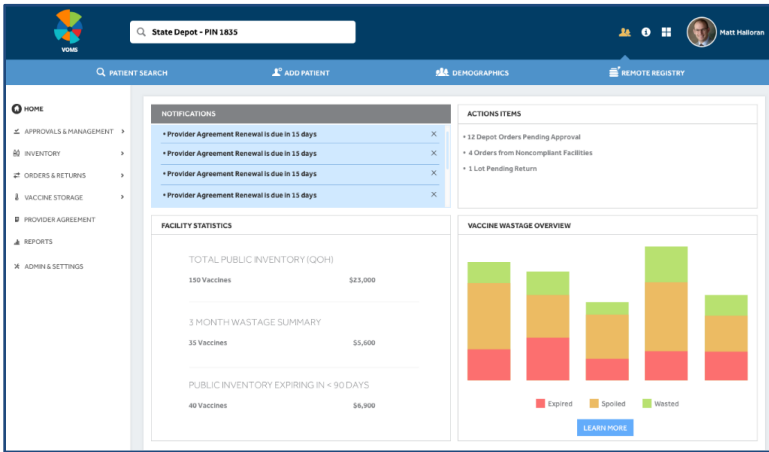 VOMS
State Depot - PIN 1835
Matt Halloran
PATIENT SEARCH
ADD PATIENT
DEMOGRAPHICS
REMOTE REGISTRY
HOME
APPROVALS & MANAGEMENT
INVENTORY
ORDERS & RETURNS
VACCINE STORAGE
PROVIDER AGREEMENT
REPORTS
ADMIN & SETTINGS
NOTIFICATIONS
• Provider Agreement Renewal is due in 15 days
• Provider Agreement Renewal is due in 15 days
• Provider Agreement Renewal is due in 15 days
• Provider Agreement Renewal is due in 15 days
ACTIONS ITEMS
• 12 Depot Orders Pending Approval
• 4 Orders from Noncompliant Facilities
• 1 Lot Pending Return
FACILITY STATISTICS
TOTAL PUBLIC INVENTORY (QOH)
150 Vaccines $23,000
3 MONTH WASTAGE SUMMARY
35 Vaccines $5,600
PUBLIC INVENTORY EXPIRING IN < 90 DAYS
40 Vaccines $6,900
VACCINE WASTAGE OVERVIEW
Expired Spoiled Wasted
LEARN MORE